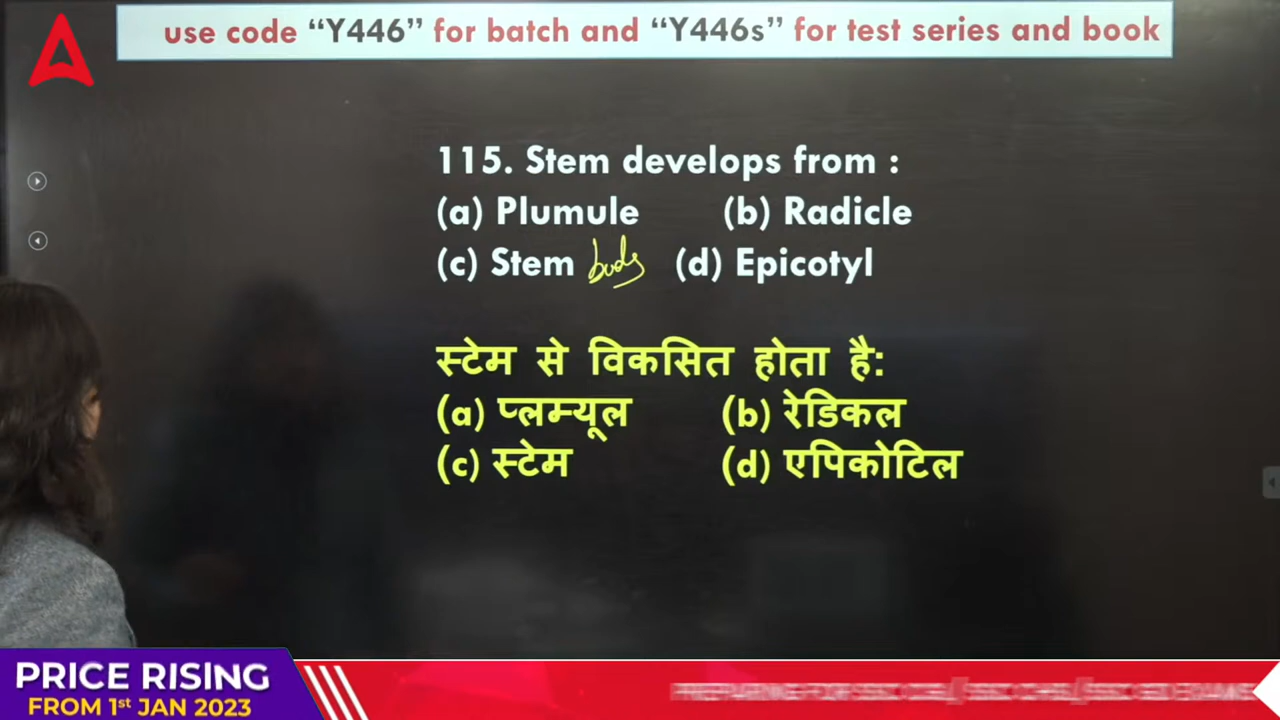 use code “Y446” for batch and “Y446s” for test series and book
115. Stem develops from :
(a) Plumule (b) Radicle
(c) Stem buds (d) Epicotyl
स्टेम से विकसित होता है:
(a) प्लम्यूल (b) रेडिकल
(c) स्टेम (d) एपिकोटिल
PRICE RISING
FROM 1st JAN 2023